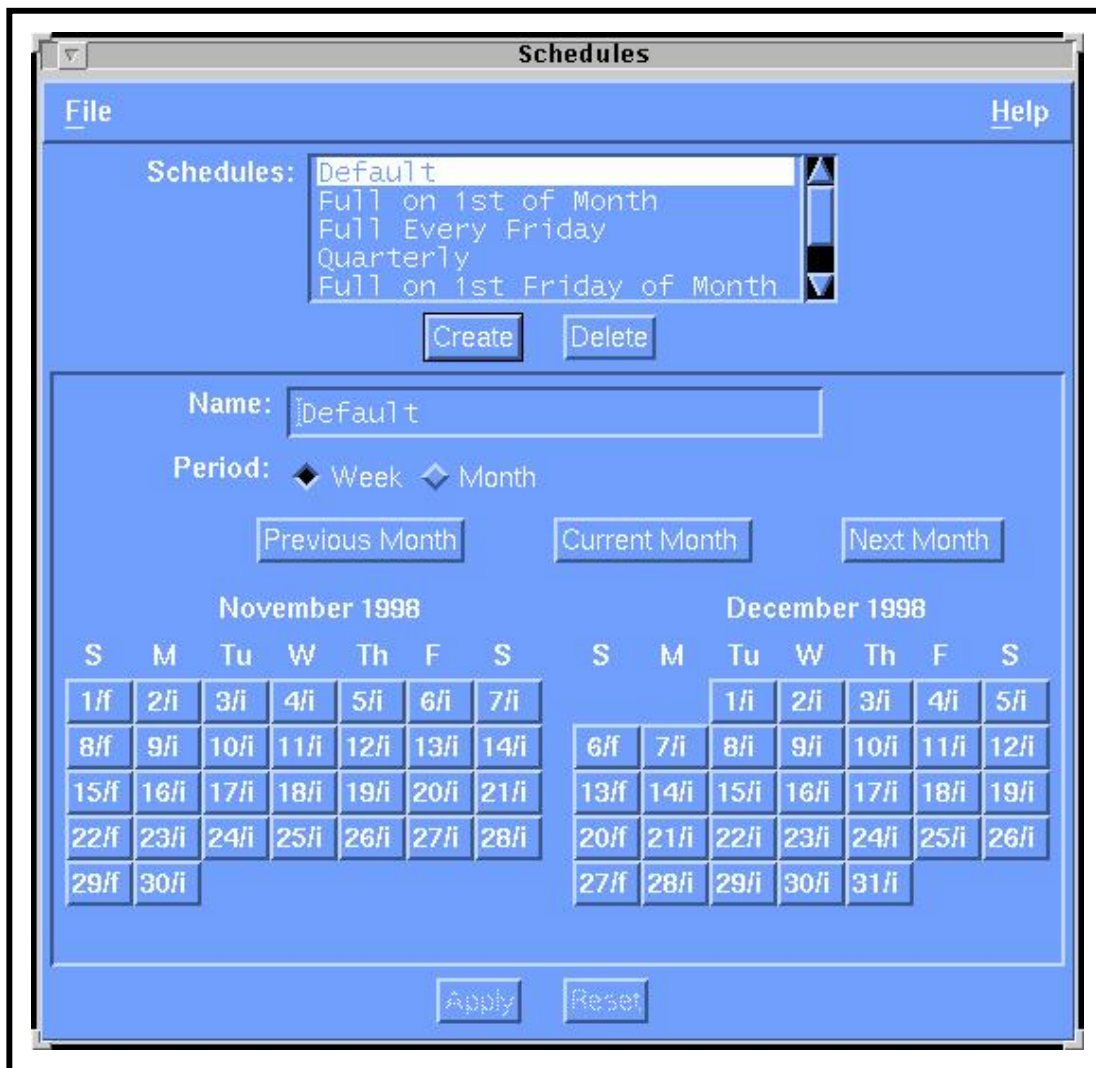 Schedules
File Help
Schedules: Default
Full on 1st of Month
Full Every Friday
Quarterly
Full on 1st Friday of Month
Create Delete
Name: Default
Period: Week Month
Previous Month Current Month Next Month
November 1998 December 1998
S M Tu W Th F S S M Tu W Th F S
1/f 2/i 3/i 4/i 5/i 6/i 7/i 1/i 2/i 3/i 4/i 5/i
8/f 9/i 10/i 11/i 12/i 13/i 14/i 6/f 7/i 8/i 9/i 10/i 11/i 12/i
15/f 16/i 17/i 18/i 19/i 20/i 21/i 13/f 14/i 15/i 16/i 17/i 18/i 19/i
22/f 23/i 24/i 25/i 26/i 27/i 28/i 20/f 21/i 22/i 23/i 24/i 25/i 26/i
29/f 30/i 27/f 28/i 29/i 30/i 31/i
Apply Reset